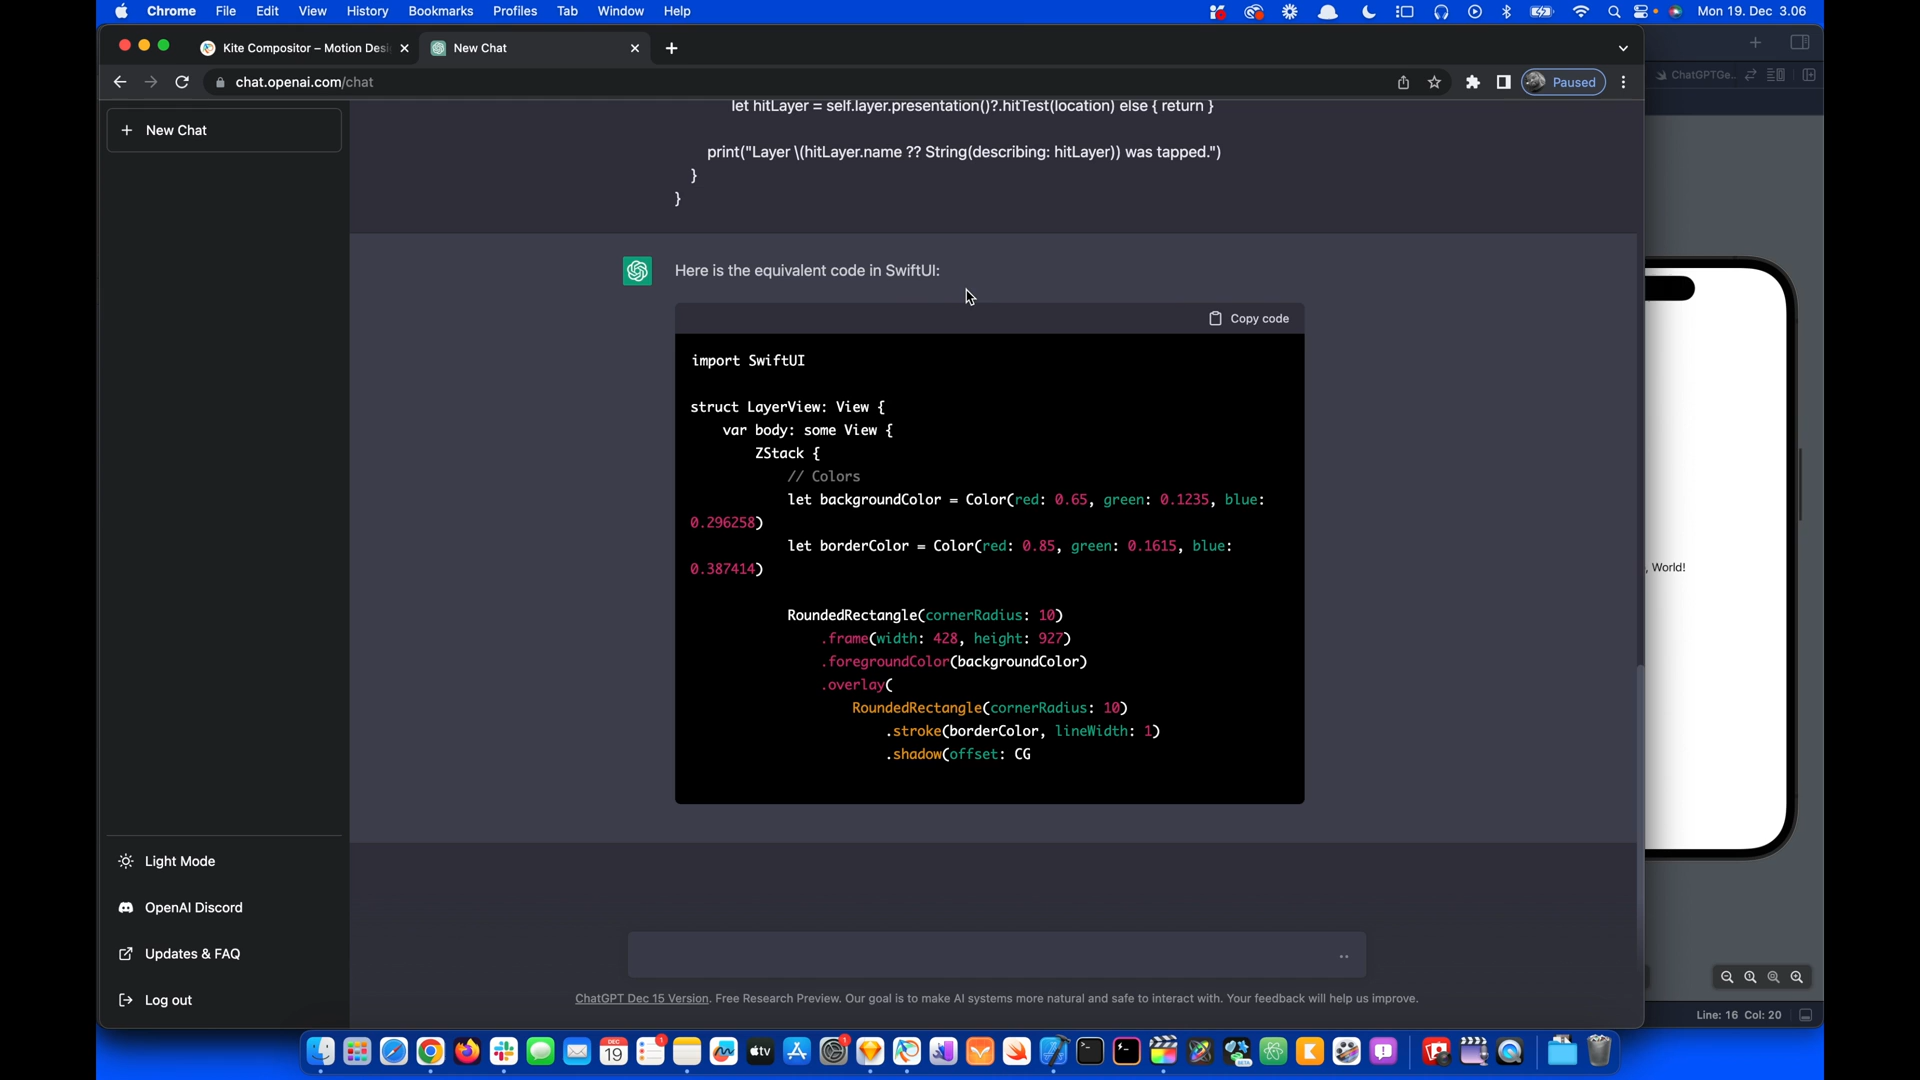 Chrome File Edit View History Bookmarks Profiles Tab Window Help Mon 19. Dec 3.06
Kite Compositor – Motion Desi
New Chat
chat.openai.com/chat
Paused
ChatGPTGe..
New Chat
let hitLayer = self.layer.presentation()?.hitTest(location) else { return }
print("Layer \(hitLayer.name ?? String(describing: hitLayer)) was tapped.")
}
}
Here is the equivalent code in SwiftUI:
Copy code
import SwiftUI
struct LayerView: View {
var body: some View {
ZStack {
// Colors
let backgroundColor = Color(red: 0.65, green: 0.1235, blue:
0.296258)
let borderColor = Color(red: 0.85, green: 0.1615, blue:
0.387414)
RoundedRectangle(cornerRadius: 10)
.frame(width: 428, height: 927)
.foregroundColor(backgroundColor)
.overlay(
RoundedRectangle(cornerRadius: 10)
.stroke(borderColor, lineWidth: 1)
.shadow(offset: CG
, World!
Light Mode
OpenAI Discord
Updates & FAQ
Log out
..
ChatGPT Dec 15 Version. Free Research Preview. Our goal is to make AI systems more natural and safe to interact with. Your feedback will help us improve.
Line: 16 Col: 20
DEC
19
1
tv
1
BETA